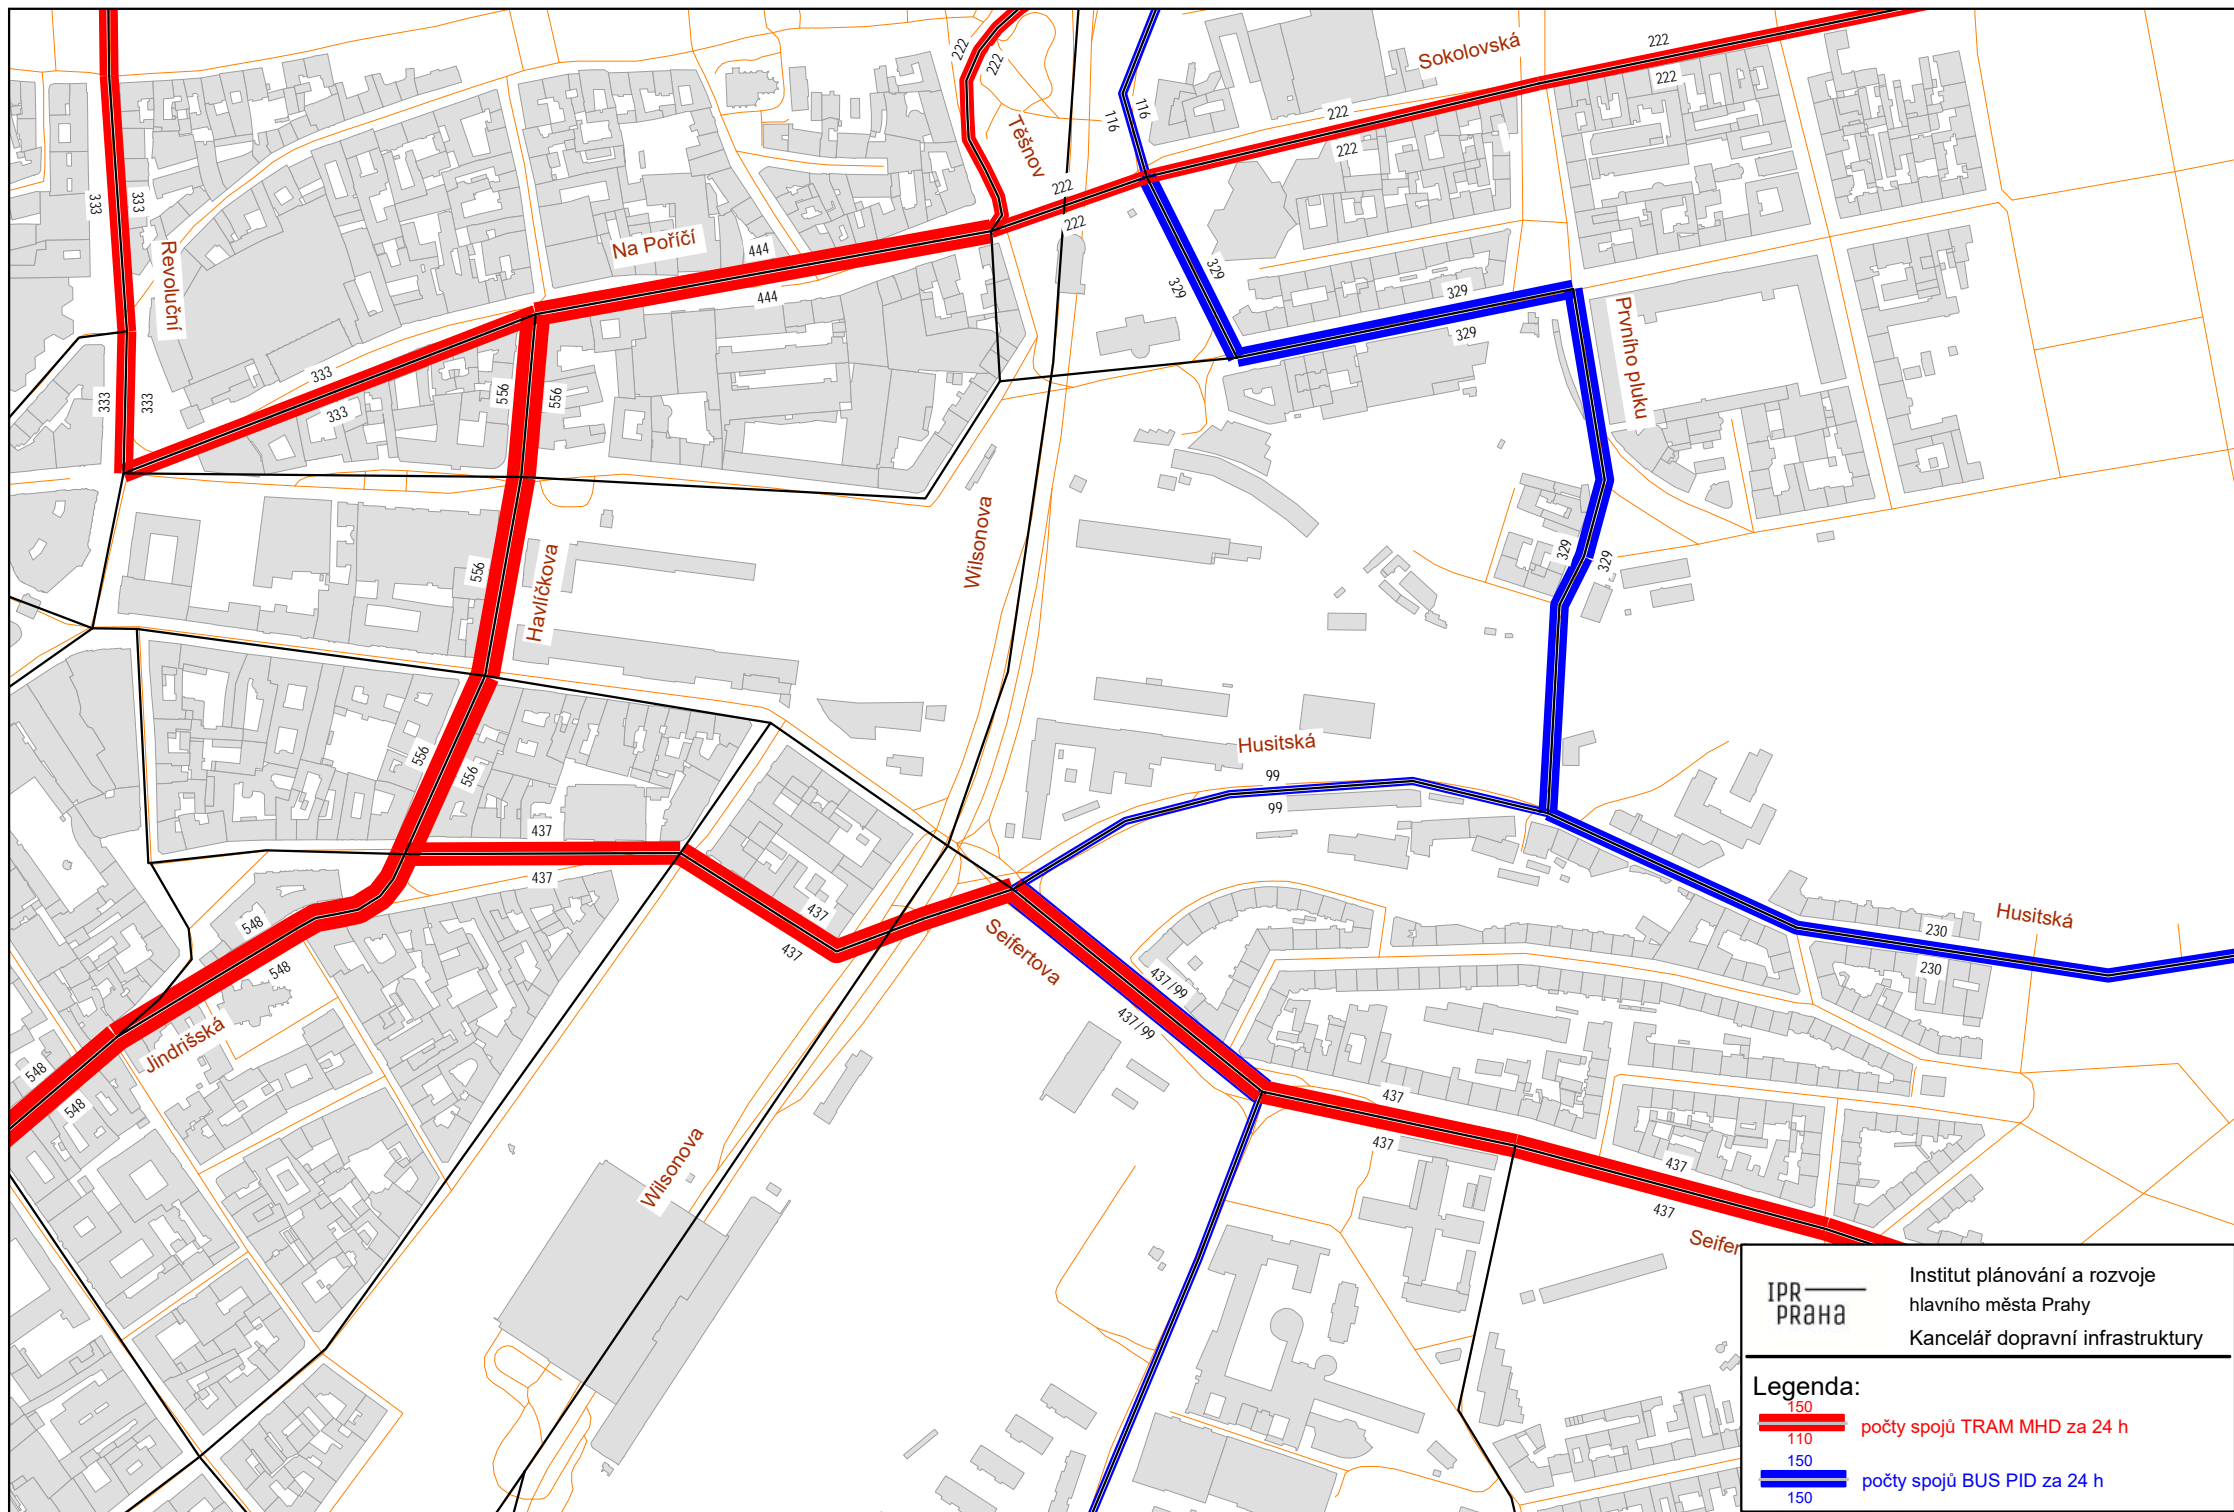 222
222
Sokolovská
222
222
116
116
Těšnov
222
222
222
222
333
333
Revoluční
Na Poříčí
444
444
329
329
329
329
Prvního pluku
333
333
333
333
556
556
Wilsonova
329
329
556
Havlíčkova
Husitská
99
99
556
556
437
437
437
437
548
548
Seifertova
437/99
437/99
Husitská
230
230
Jindrišská
548
548
437
437
437
437
Wilsonova
Seifer
IPR
PRAHA
Institut plánování a rozvoje
hlavního města Prahy
Kancelář dopravní infrastruktury
Legenda:
150
110
počty spojů TRAM MHD za 24 h
150
150
počty spojů BUS PID za 24 h